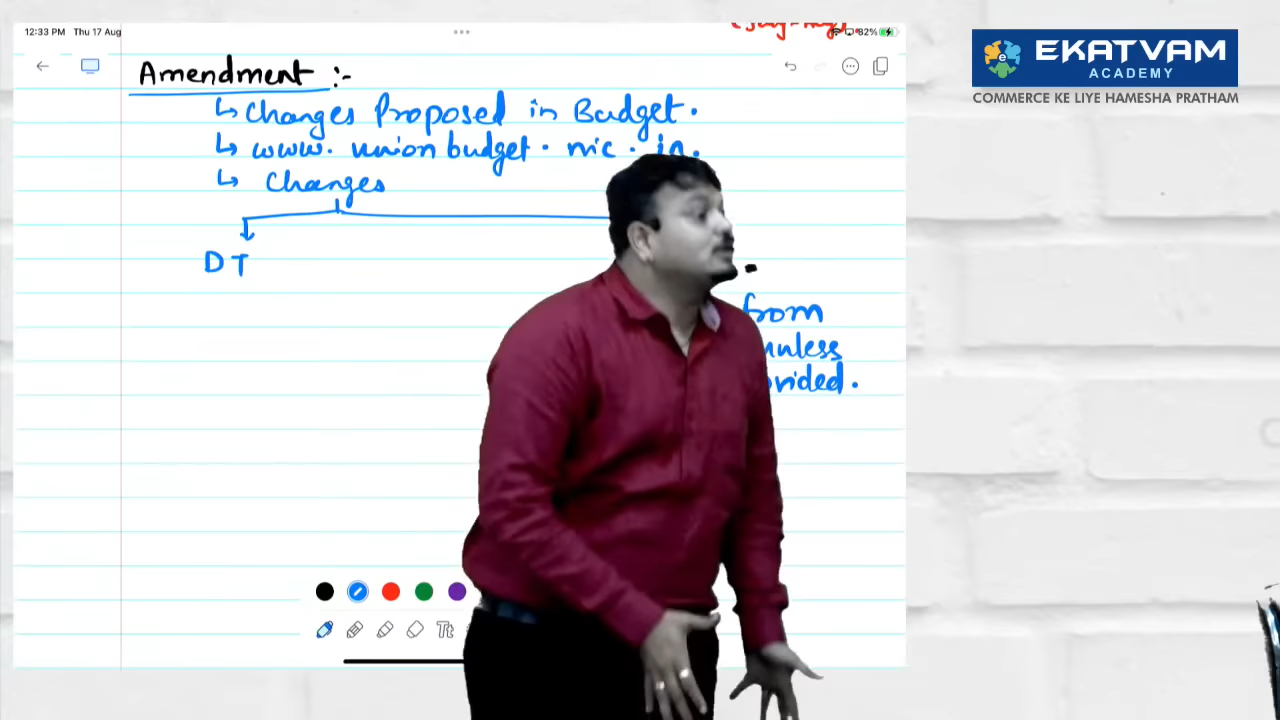 12:33 PM Thu 17 Aug
82%
Amendment :-
↳ Changes Proposed in Budget.
↳ www. union budget. nic. in.
↳ Changes
DT
from
unless
EKATVAM
ACADEMY
COMMERCE KE LIYE HAMESHA PRATHAM
Tt